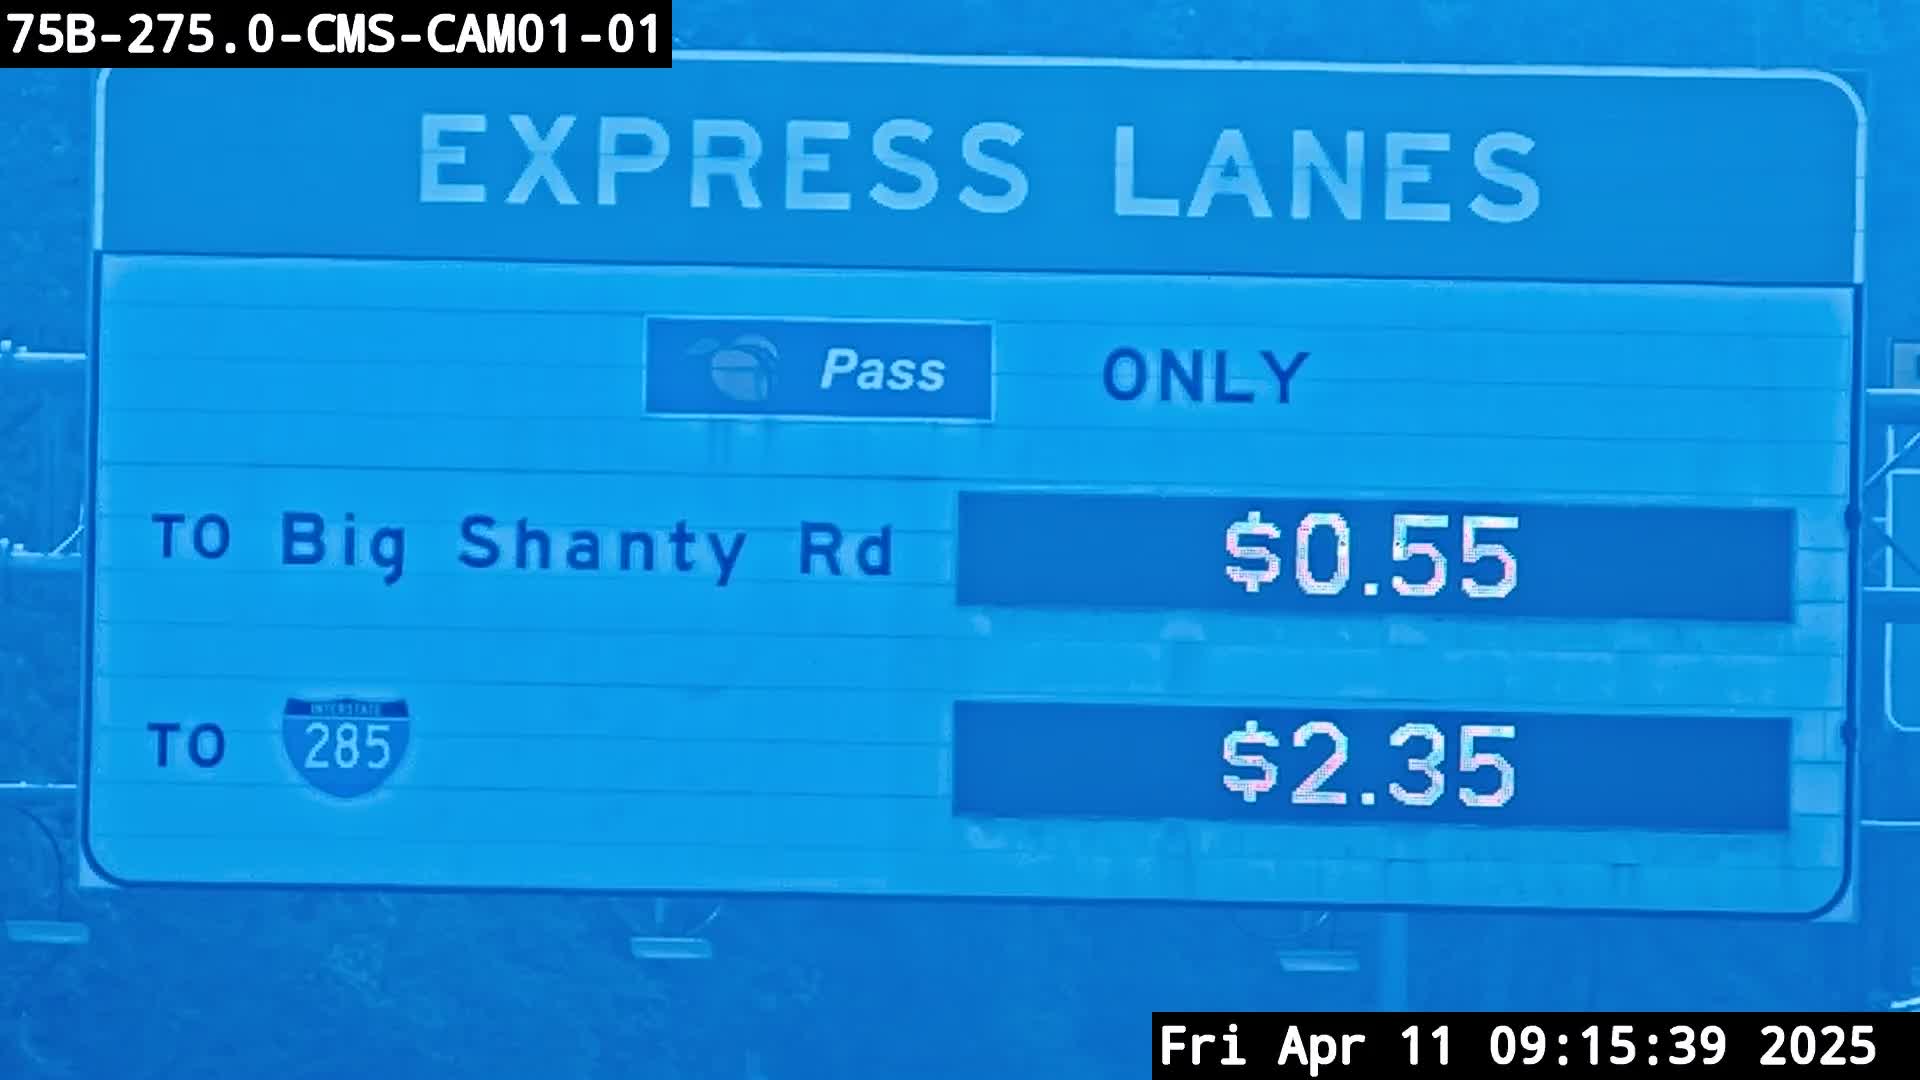 75B-275.0-CMS-CAM01-01
EXPRESS LANES
Pass ONLY
TO Big Shanty Rd $0.55
TO INTERSTATE 285 $2.35
Fri Apr 11 09:15:39 2025